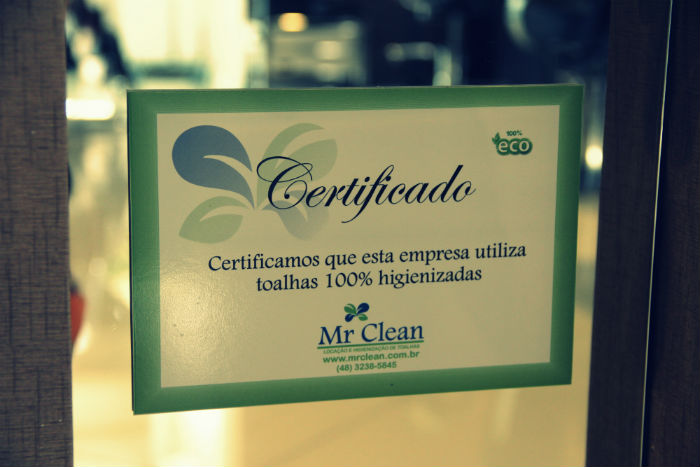 100%
eco
Certificado
Certificamos que esta empresa utiliza
toalhas 100% higienizadas
Mr Clean
LOCAÇÃO E HIGIENIZAÇÃO DE TOALHAS
www.mrclean.com.br
(48) 3238-5845